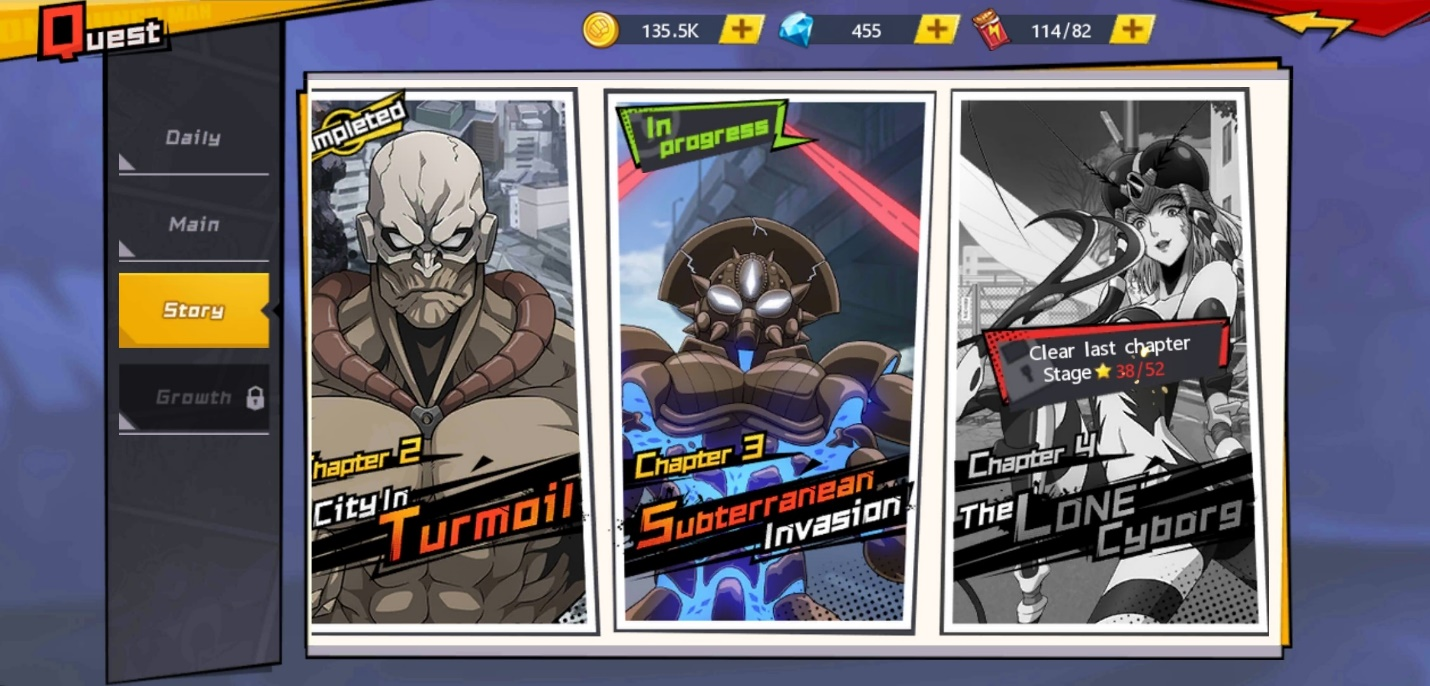 Quest
135.5K
455
114/82
Daily
Main
Story
Growth
mpleted
Chapter 2
City In
Turmoil
In
progress
Chapter 3
Subterranean
Invasion
Clear last chapter
Stage 38/52
Chapter 4
The Lone
Cyborg